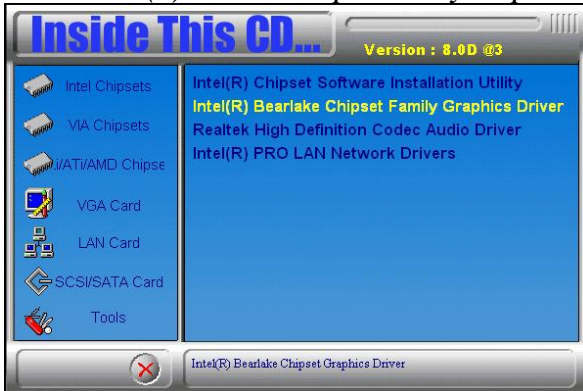 Inside This CD...
Version : 8.0D @3
Intel Chipsets
VIA Chipsets
i/ATi/AMD Chipse
VGA Card
LAN Card
SCSI/SATA Card
Tools
Intel(R) Chipset Software Installation Utility
Intel(R) Bearlake Chipset Family Graphics Driver
Realtek High Definition Codec Audio Driver
Intel(R) PRO LAN Network Drivers
Intel(R) Bearlake Chipset Graphics Driver